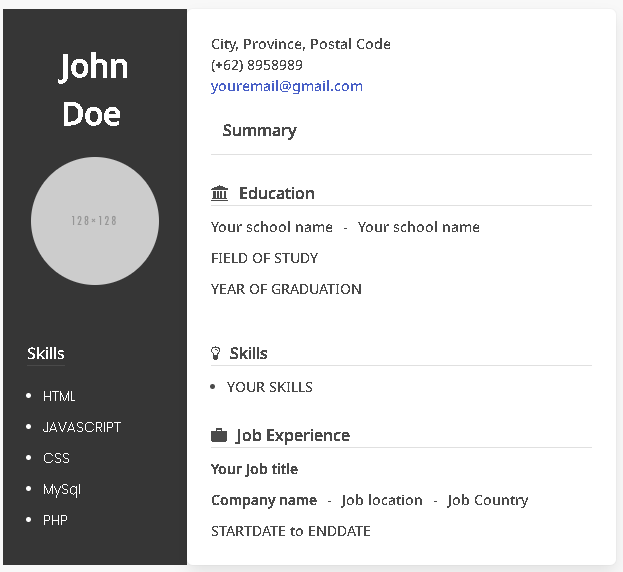 John
Doe
128×128
Skills
HTML
JAVASCRIPT
CSS
MySql
PHP
City, Province, Postal Code
(+62) 8958989
youremail@gmail.com
Summary
Education
Your school name - Your school name
FIELD OF STUDY
YEAR OF GRADUATION
Skills
YOUR SKILLS
Job Experience
Your Job title
Company name - Job location - Job Country
STARTDATE to ENDDATE